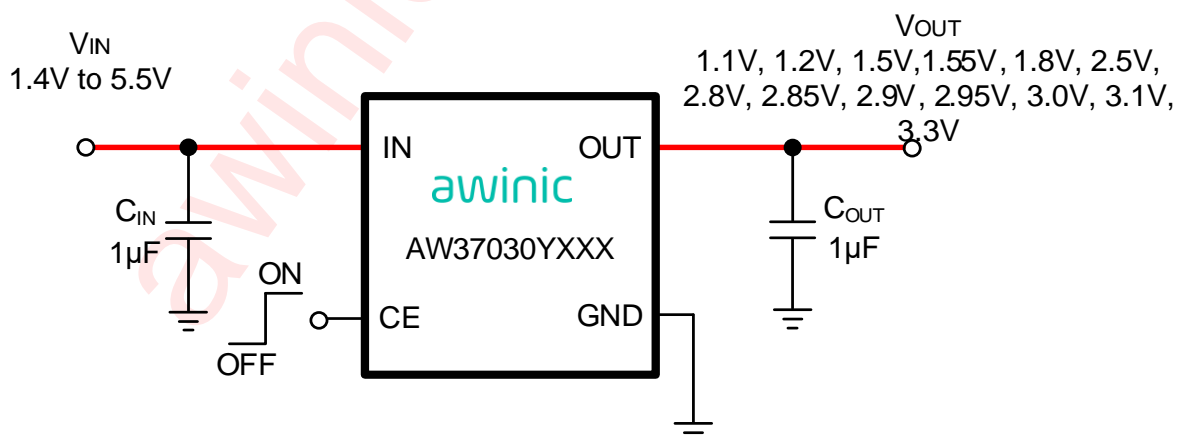 VIN
1.4V to 5.5V
VOUT
1.1V, 1.2V, 1.5V,1.55V, 1.8V, 2.5V,
2.8V, 2.85V, 2.9V, 2.95V, 3.0V, 3.1V,
3.3V
IN
OUT
awinic
AW37030YXXX
CIN
1µF
COUT
1µF
ON
OFF
CE
GND
awinic